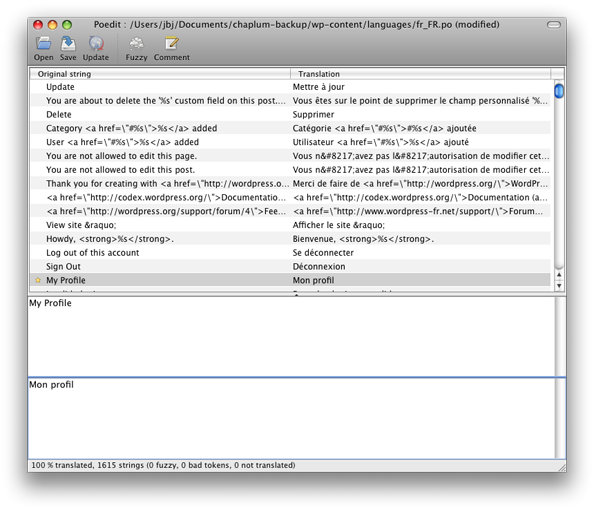 Poedit : /Users/jbj/Documents/chaplum-backup/wp-content/languages/fr_FR.po (modified)
Open Save Update Fuzzy Comment
Original string Translation
Update Mettre à jour
You are about to delete the '%s' custom field on this post.... Vous êtes sur le point de supprimer le champ personnalisé '%...
Delete Supprimer
Category <a href=\"#%s\">%s</a> added Catégorie <a href=\"#%s\">#%s</a> ajoutée
User <a href=\"#%s\">%s</a> added Utilisateur <a href=\"#%s\">%s</a> ajouté
You are not allowed to edit this page. Vous n&#8217;avez pas l&#8217;autorisation de modifier cet...
You are not allowed to edit this post. Vous n&#8217;avez pas l&#8217;autorisation de modifier cet...
Thank you for creating with <a href=\"http://wordpress.o... Merci de faire de <a href=\"http://wordpress.org/\">WordPr...
<a href=\"http://codex.wordpress.org/\">Documentatio... <a href=\"http://codex.wordpress.org/\">Documentation (a...
<a href=\"http://wordpress.org/support/forum/4\">Fee... <a href=\"http://www.wordpress-fr.net/support/\">Forum...
View site &raquo; Afficher le site &raquo;
Howdy, <strong>%s</strong>. Bienvenue, <strong>%s</strong>.
Log out of this account Se déconnecter
Sign Out Déconnexion
My Profile Mon profil
My Profile
Mon profil
100 % translated, 1615 strings (0 fuzzy, 0 bad tokens, 0 not translated)